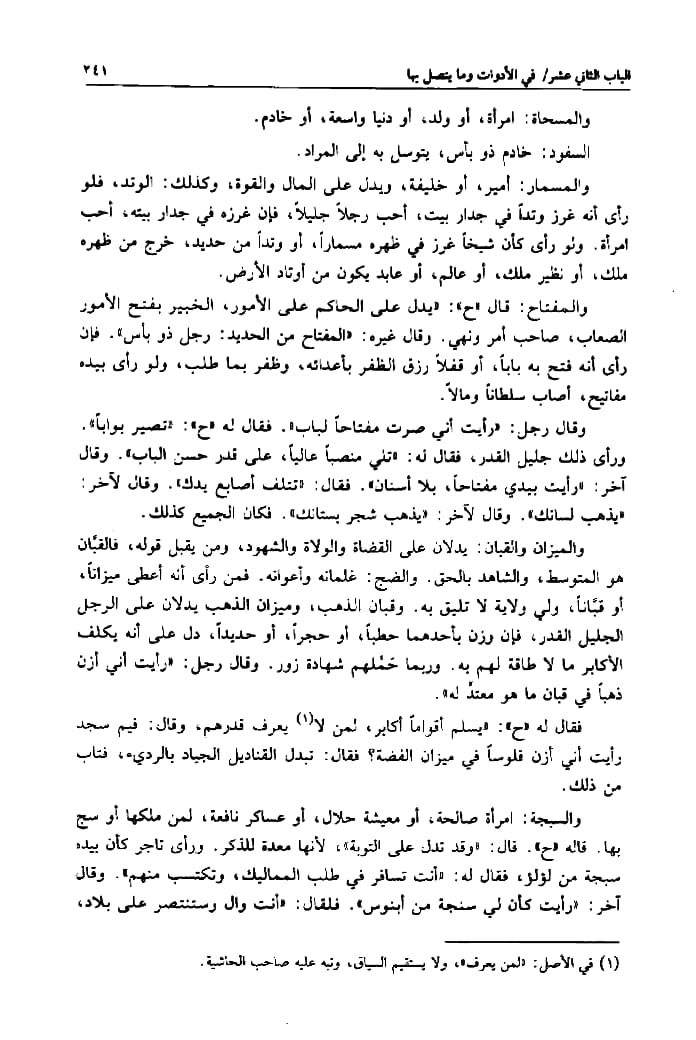 الباب الثاني عشر/ في الأدوات وما يتصل بها ٢٤١
والمسحاة: امرأة، أو ولد، أو دنيا واسعة، أو خادم.
السفود: خادم ذو بأس، يتوسل به إلى المراد.
والمسمار: أمير، أو خليفة، ويدل على المال والقوة، وكذلك: الوتد، فلو
رأى أنه غرز وتداً في جدار بيت، أحب رجلاً جليلاً، فإن غرزه في جدار بيته، أحب
امرأة. ولو رأى كأن شيخاً غرز في ظهره مسماراً، أو وتداً من حديد، خرج من ظهره
ملك، أو نظير ملك، أو عالم، أو عابد يكون من أوتاد الأرض.
والمفتاح: قال «ح»: «يدل على الحاكم على الأمور، الخبير بفتح الأمور
الصعاب، صاحب أمر ونهي. وقال غيره: «المفتاح من الحديد: رجل ذو بأس». فإن
رأى أنه فتح به باباً، أو قفلاً رزق الظفر بأعدائه، وظفر بما طلب، ولو رأى بيده
مفاتيح، أصاب سلطاناً ومالاً.
وقال رجل: «رأيت أني صرت مفتاحاً لباب». فقال له «ح»: «تصير بواباً».
ورأى ذلك جليل القدر، فقال له: «تلي منصباً عالياً، على قدر حسن الباب». وقال
آخر: «رأيت بيدي مفتاحاً، بلا أسنان». فقال: «تتلف أصابع يدك». وقال لآخر:
«يذهب لسانك». وقال لآخر: «يذهب شجر بستانك». فكان الجميع كذلك.
والميزان والقبان: يدلان على القضاة والولاة والشهود، ومن يقبل قوله، فالقبَّان
هو المتوسط، والشاهد بالحق. والضج: غلمانه وأعوانه. فمن رأى أنه أعطى ميزاناً،
أو قبَّاناً، ولي ولاية لا تليق به. وقبان الذهب، وميزان الذهب يدلان على الرجل
الجليل القدر، فإن وزن بأحدهما حطباً، أو حجراً، أو حديداً، دل على أنه يكلف
الأكابر ما لا طاقة لهم به. وربما حَمَّلهم شهادة زور. وقال رجل: «رأيت أني أزن
ذهباً في قبان ما هو معتدٌ له».
فقال له «ح»: «يسلم أقواماً أكابر، لمن لا(١) يعرف قدرهم، وقال: فيم سجد
رأيت أني أزن فلوساً في ميزان الفضة؟ فقال: تبدل القناديل الجياد بالرديء، فتاب
من ذلك.
والسبحة: امرأة صالحة، أو معيشة حلال، أو عساكر نافعة، لمن ملكها أو سبح
بها. قاله «ح». قال: «وقد تدل على التوبة»، لأنها معدة للذكر. ورأى تاجر كأن بيده
سبحة من لؤلؤ، فقال له: «أنت تسافر في طلب المماليك، وتكتسب منهم». وقال
آخر: «رأيت كأن لي سنجة من أبنوس». فلقال: «أنت وال وستنتصر على بلاد،
(١) في الأصل: «لمن يعرف»، ولا يستقيم السياق، ونبه عليه صاحب الحاشية.